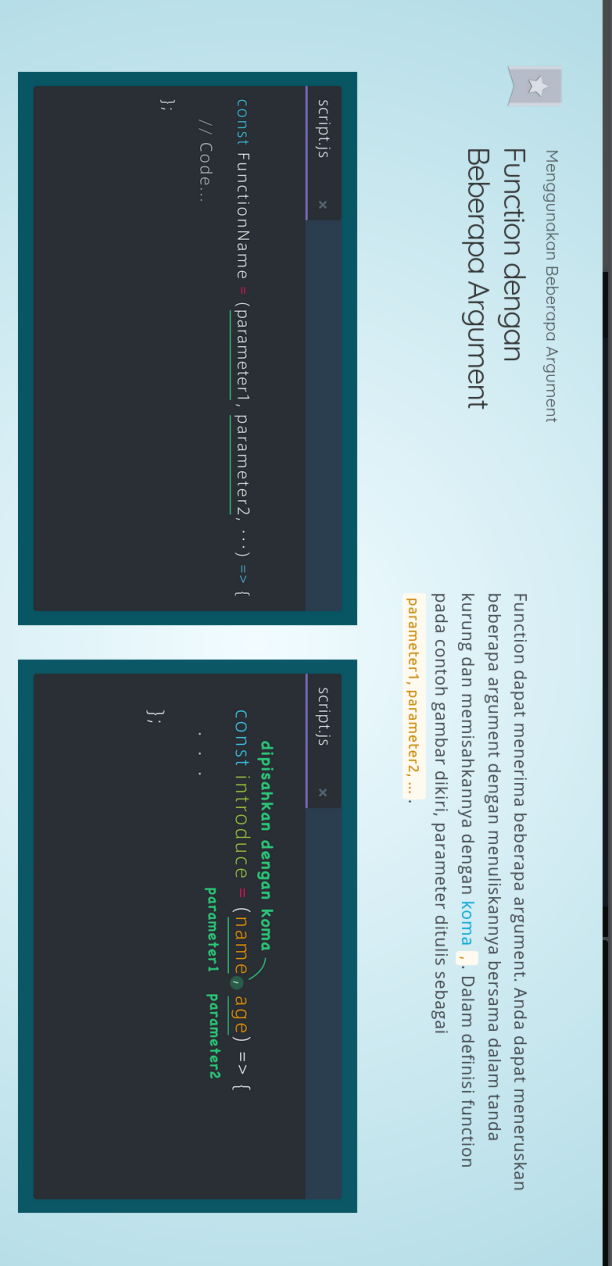 Menggunakan Beberapa Argument
Function dengan
Beberapa Argument
Function dapat menerima beberapa argument. Anda dapat meneruskan
beberapa argument dengan menuliskannya bersama dalam tanda
kurung dan memisahkannya dengan koma , . Dalam definisi function
pada contoh gambar dikiri, parameter ditulis sebagai
parameter1, parameter2, ... .
script.js ×
const FunctionName = (parameter1, parameter2, ···) => {
// Code...
};
script.js ×
dipisahkan dengan koma
const introduce = (name, age) => {
parameter1 parameter2
. . .
};